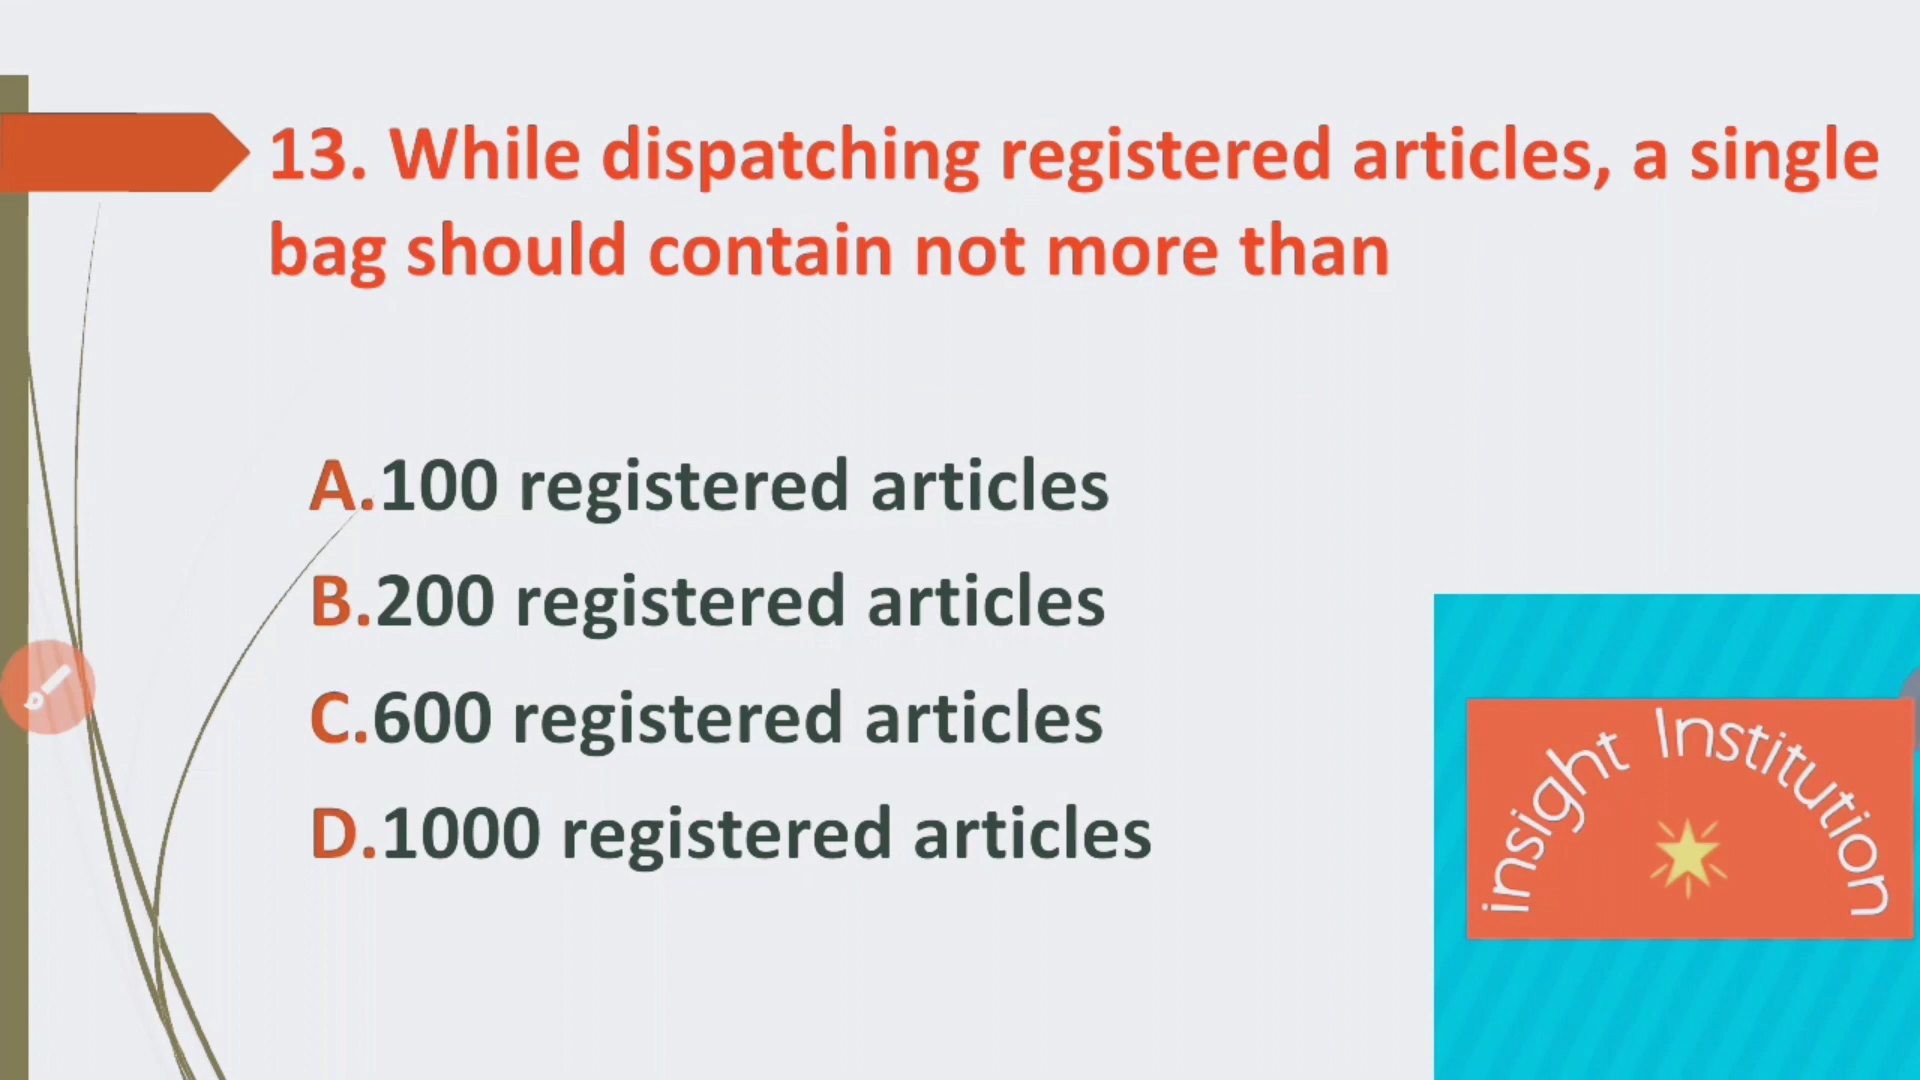 13. While dispatching registered articles, a single
bag should contain not more than
A.100 registered articles
B.200 registered articles
C.600 registered articles
D.1000 registered articles
insight Institution